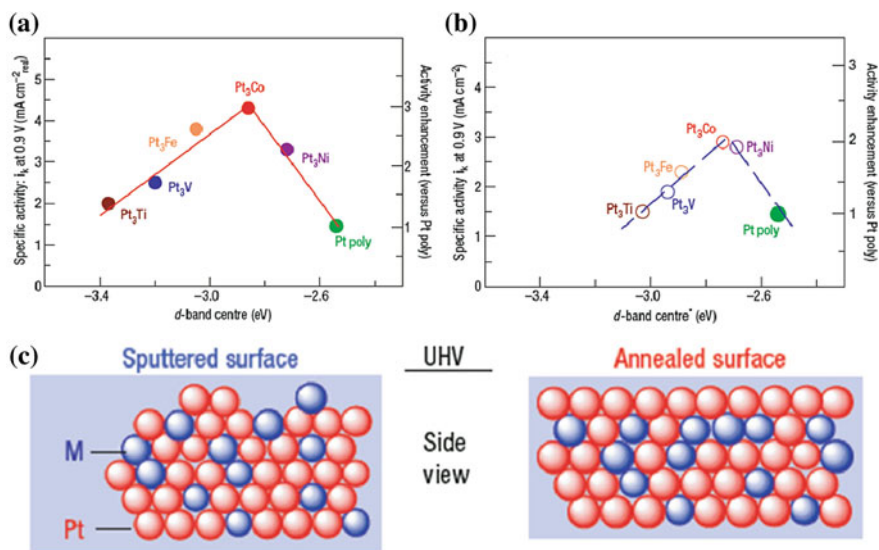 (a)
Specific activity: iₖ at 0.9 V (mA cm⁻²real)
5
4
3
2
1
0
Pt₃Co
Pt₃Fe
Pt₃Ni
Pt₃V
Pt₃Ti
Pt poly
3
2
1
Activity enhancement (versus Pt poly)
−3.4
−3.0
−2.6
d-band centre (eV)
(b)
Specific activity iₖ at 0.9 V (mA cm⁻²)
4
3
2
1
0
Pt₃Co
Pt₃Ni
Pt₃Fe
Pt₃Ti
Pt₃V
Pt poly
3
2
1
0
Activity enhancement (versus Pt poly)
−3.4
−3.0
−2.6
d-band centre* (eV)
(c)
Sputtered surface
UHV
Annealed surface
M
Side
view
Pt